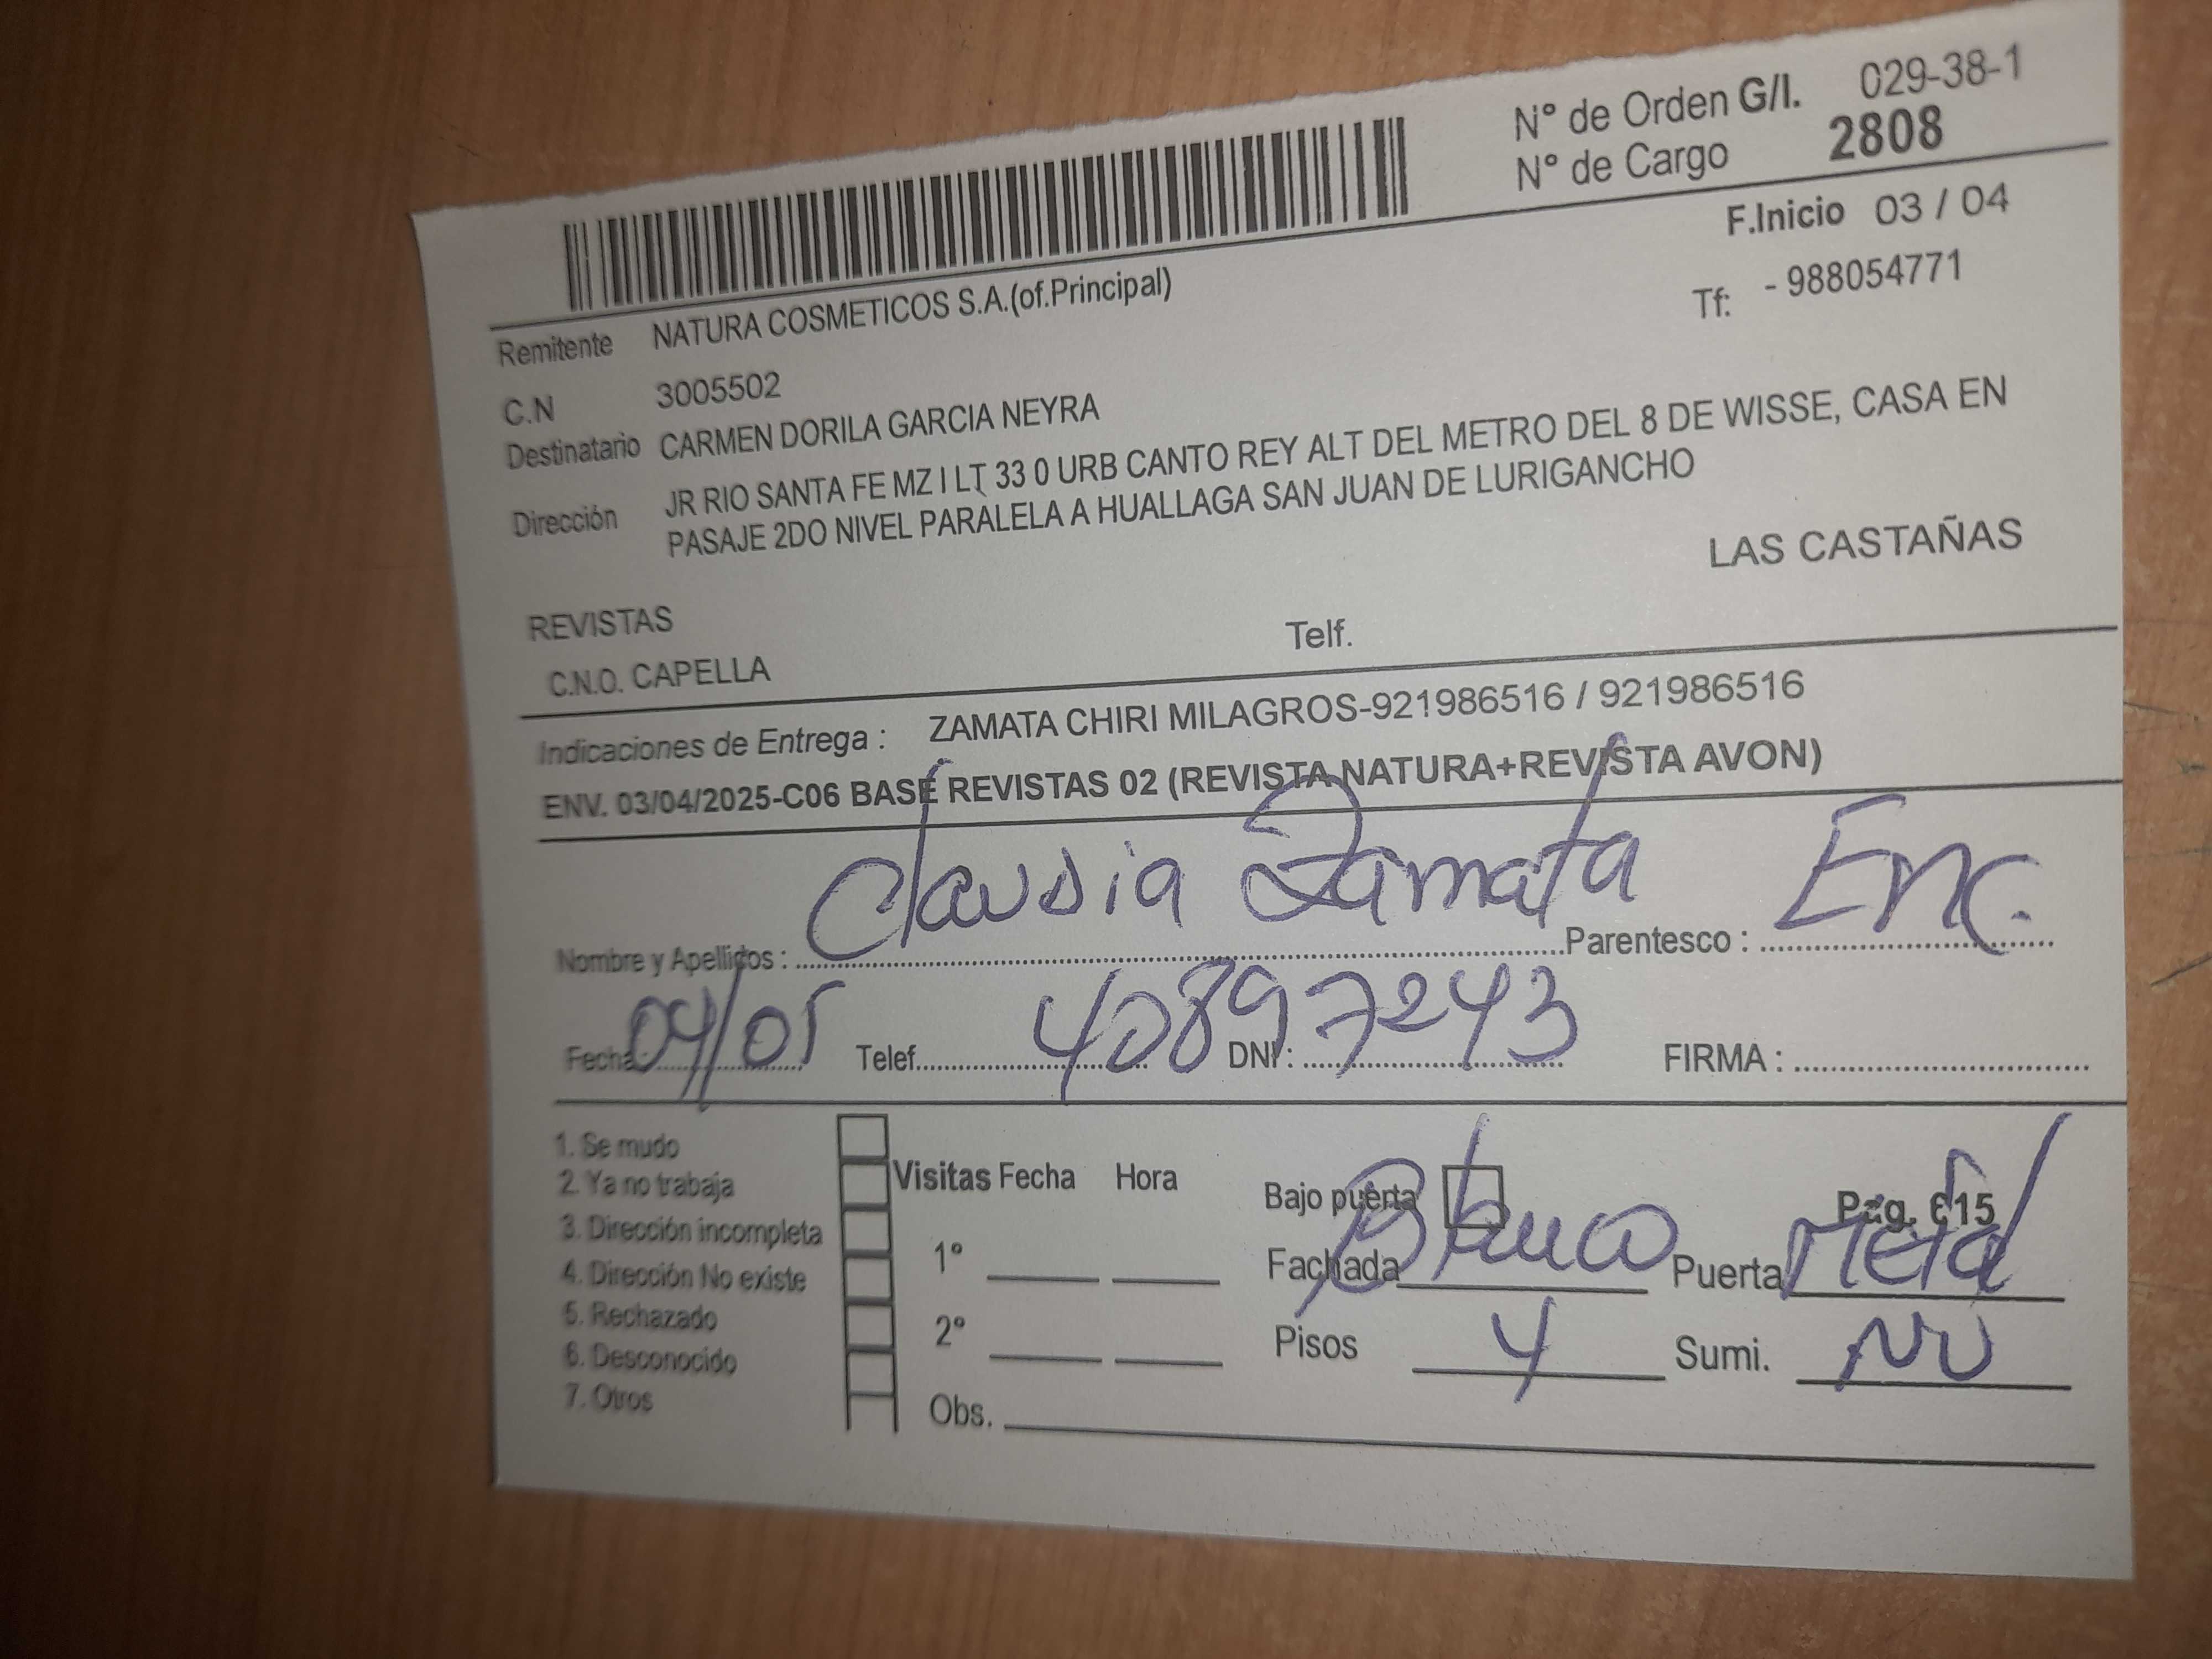 N° de Orden G/I. 029-38-1
N° de Cargo 2808
F.Inicio 03 / 04
Remitente NATURA COSMETICOS S.A.(of.Principal)
Tf: - 988054771
C.N 3005502
Destinatario CARMEN DORILA GARCIA NEYRA
Dirección JR RIO SANTA FE MZ I LT 33 0 URB CANTO REY ALT DEL METRO DEL 8 DE WISSE, CASA EN
PASAJE 2DO NIVEL PARALELA A HUALLAGA SAN JUAN DE LURIGANCHO
LAS CASTAÑAS
REVISTAS
C.N.O. CAPELLA Telf.
Indicaciones de Entrega : ZAMATA CHIRI MILAGROS-921986516 / 921986516
ENV. 03/04/2025-C06 BASE REVISTAS 02 (REVISTA NATURA+REVISTA AVON)
Nombre y Apellidos : Claudia Zamata Parentesco : Enc.
Fecha : 04/05 Telef. DNI : 40897243 FIRMA :
1. Se mudo
2. Ya no trabaja
3. Dirección incompleta
4. Dirección No existe
5. Rechazado
6. Desconocido
7. Otros
Visitas Fecha Hora
1°
2°
Obs.
Bajo puerta Pág. 615
Fachada Blanco Puerta Metal
Pisos 4 Sumi. NO